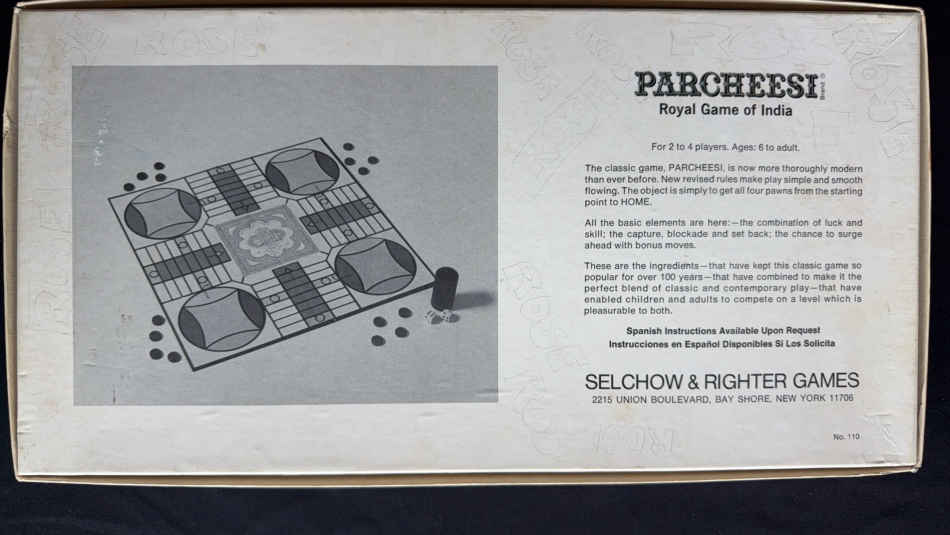 PARCHEESI Brand ®
Royal Game of India
For 2 to 4 players. Ages: 6 to adult.
The classic game, PARCHEESI, is now more thoroughly modern
than ever before. New revised rules make play simple and smooth
flowing. The object is simply to get all four pawns from the starting
point to HOME.
All the basic elements are here:—the combination of luck and
skill; the capture, blockade and set back; the chance to surge
ahead with bonus moves.
These are the ingredients—that have kept this classic game so
popular for over 100 years—that have combined to make it the
perfect blend of classic and contemporary play—that have
enabled children and adults to compete on a level which is
pleasurable to both.
Spanish Instructions Available Upon Request
Instrucciones en Español Disponibles Si Los Solicita
SELCHOW & RIGHTER GAMES
2215 UNION BOULEVARD, BAY SHORE, NEW YORK 11706
No. 110